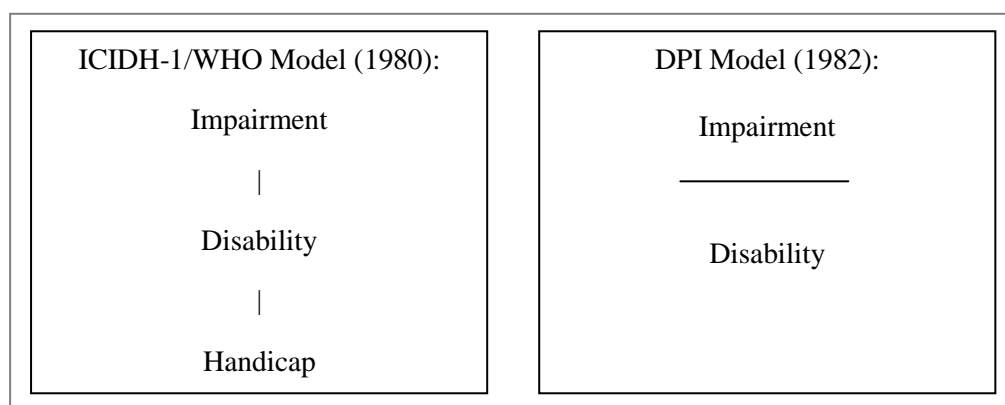 ICIDH-1/WHO Model (1980):
Impairment
|
Disability
|
Handicap
DPI Model (1982):
Impairment
Disability